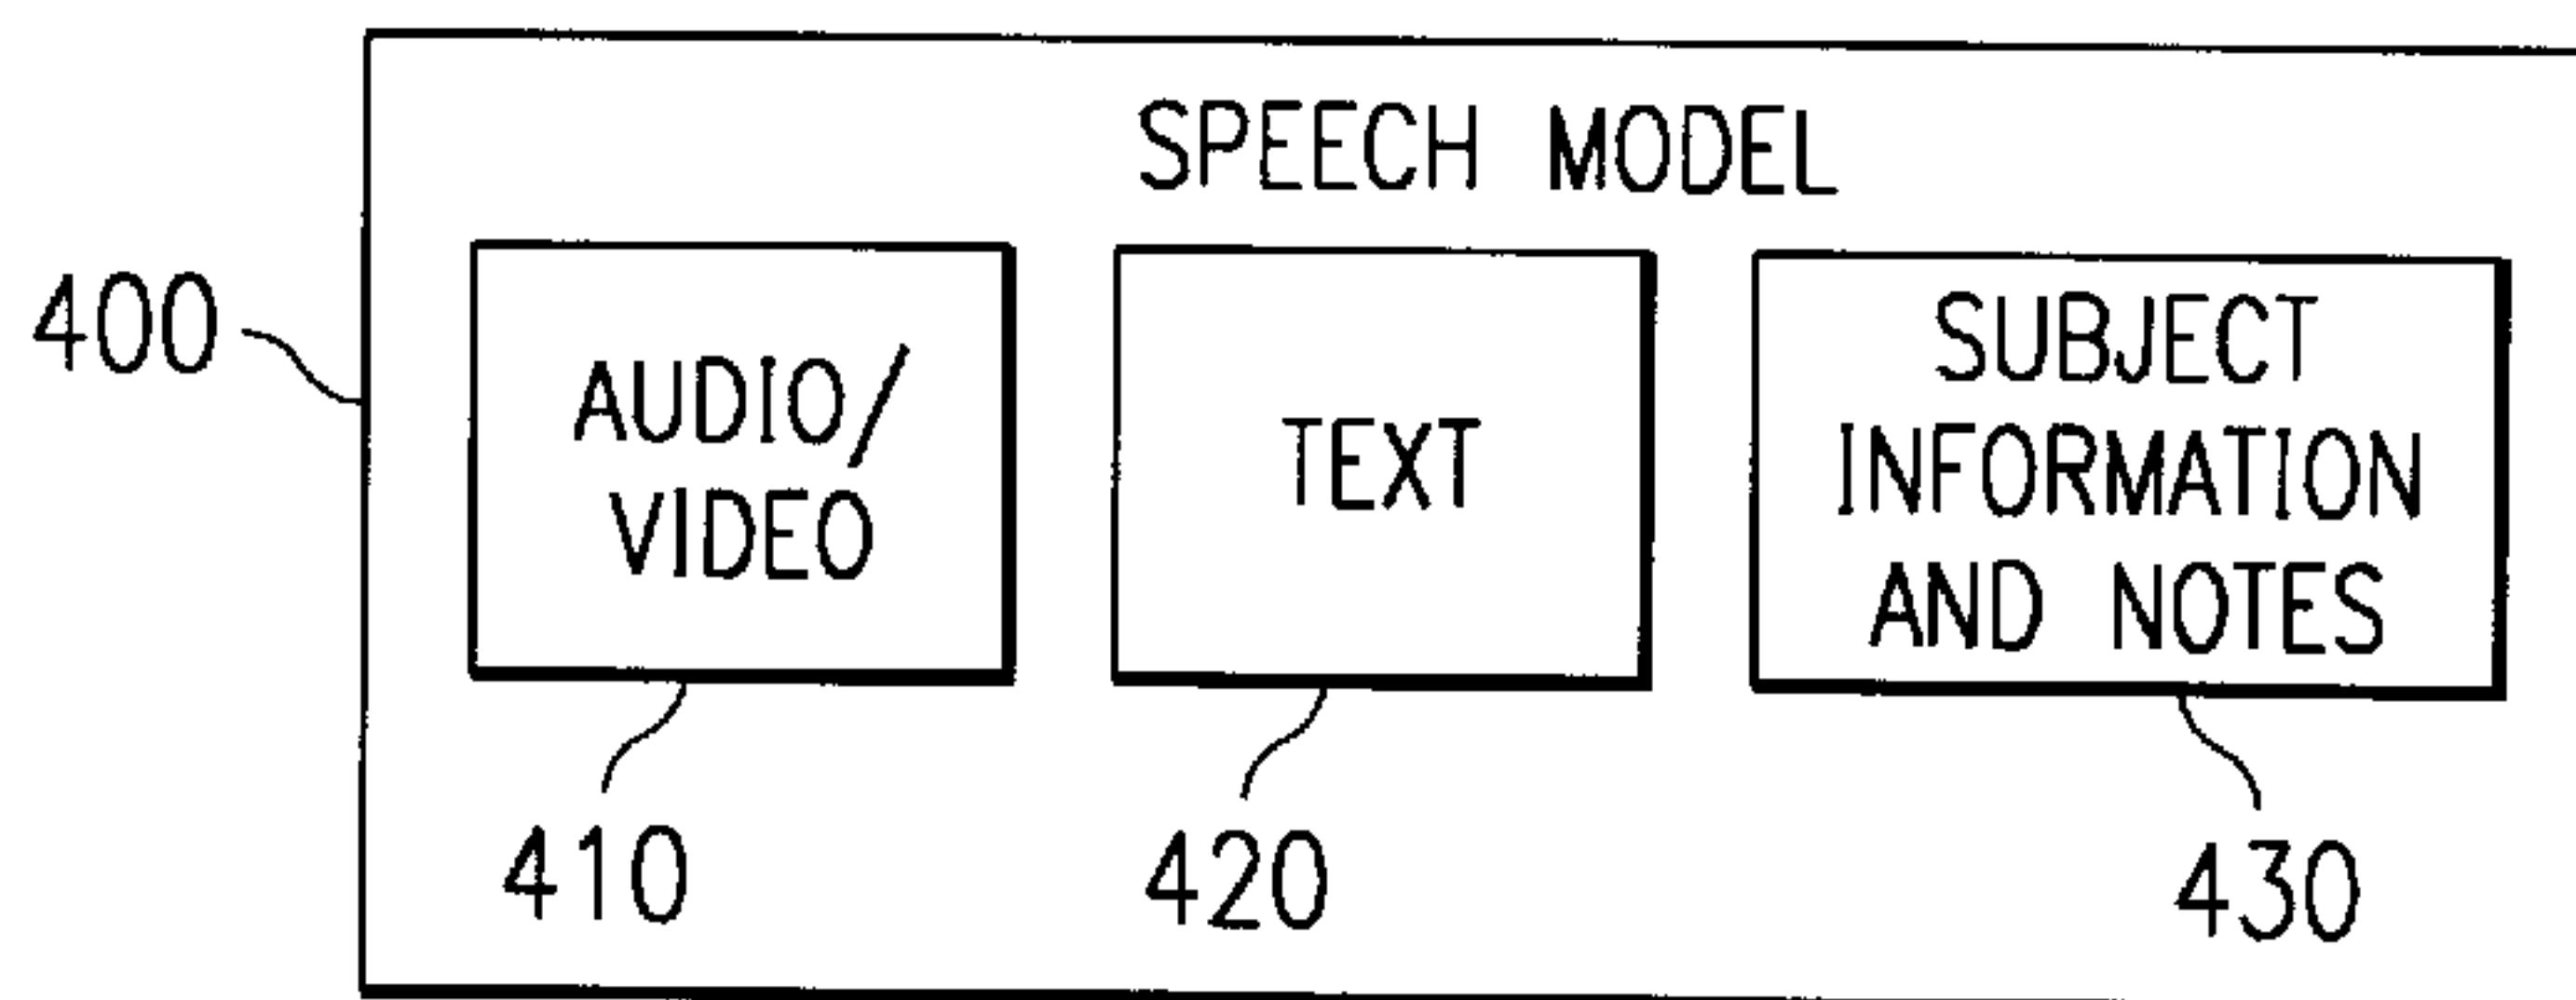 SPEECH MODEL
400
AUDIO/
VIDEO
TEXT
SUBJECT
INFORMATION
AND NOTES
410
420
430